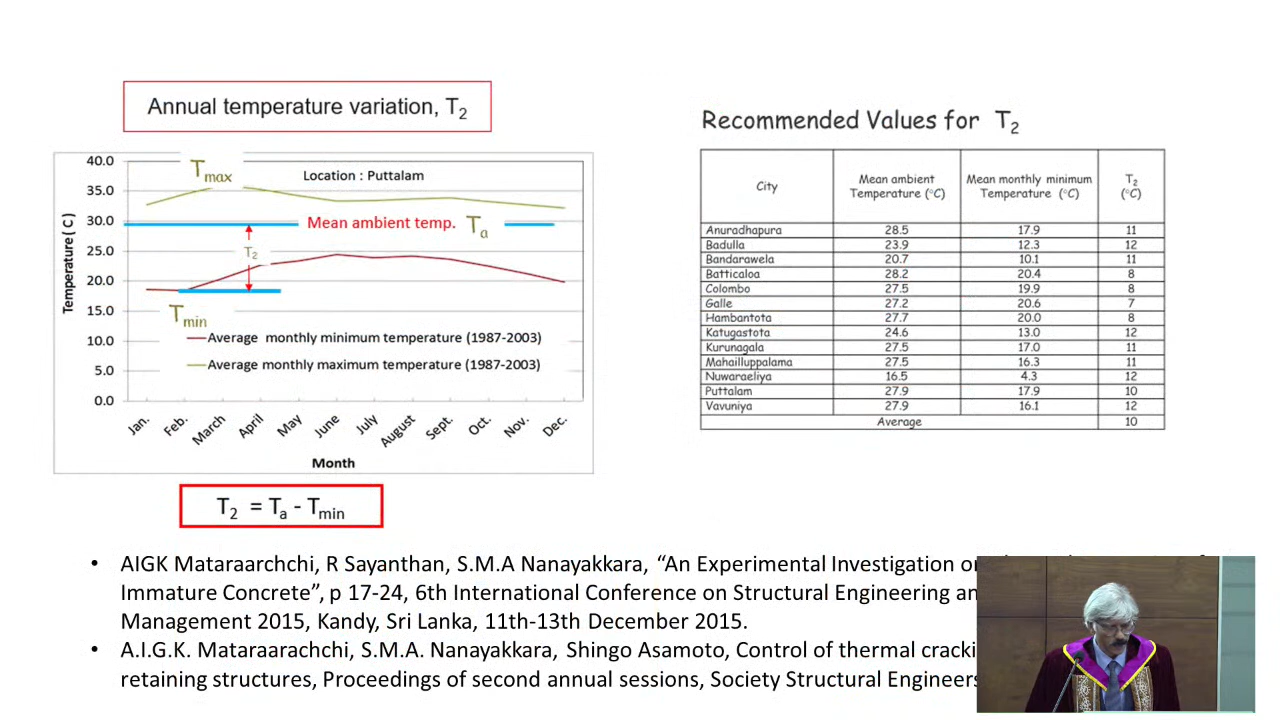 Annual temperature variation, T2
Recommended Values for T2
40.0
35.0
30.0
25.0
20.0
15.0
10.0
5.0
0.0
Temperature( C)
Tmax
Location : Puttalam
Mean ambient temp. Ta
T2
Tmin
Average monthly minimum temperature (1987-2003)
Average monthly maximum temperature (1987-2003)
Jan. Feb. March April May June July August Sept. Oct. Nov. Dec.
Month
T2 = Ta - Tmin
City Mean ambient Temperature (°C) Mean monthly minimum Temperature (°C) T2 (°C)
Anuradhapura 28.5 17.9 11
Badulla 23.9 12.3 12
Bandarawela 20.7 10.1 11
Batticaloa 28.2 20.4 8
Colombo 27.5 19.9 8
Galle 27.2 20.6 7
Hambantota 27.7 20.0 8
Katugastota 24.6 13.0 12
Kurunagala 27.5 17.0 11
Mahailluppalama 27.5 16.3 11
Nuwaraeliya 16.5 4.3 12
Puttalam 27.9 17.9 10
Vavuniya 27.9 16.1 12
Average 10
• AIGK Mataraarchchi, R Sayanthan, S.M.A Nanayakkara, “An Experimental Investigation
Immature Concrete”, p 17-24, 6th International Conference on Structural Engineering
Management 2015, Kandy, Sri Lanka, 11th-13th December 2015.
• A.I.G.K. Mataraarachchi, S.M.A. Nanayakkara, Shingo Asamoto, Control of thermal
retaining structures, Proceedings of second annual sessions, Society Structural